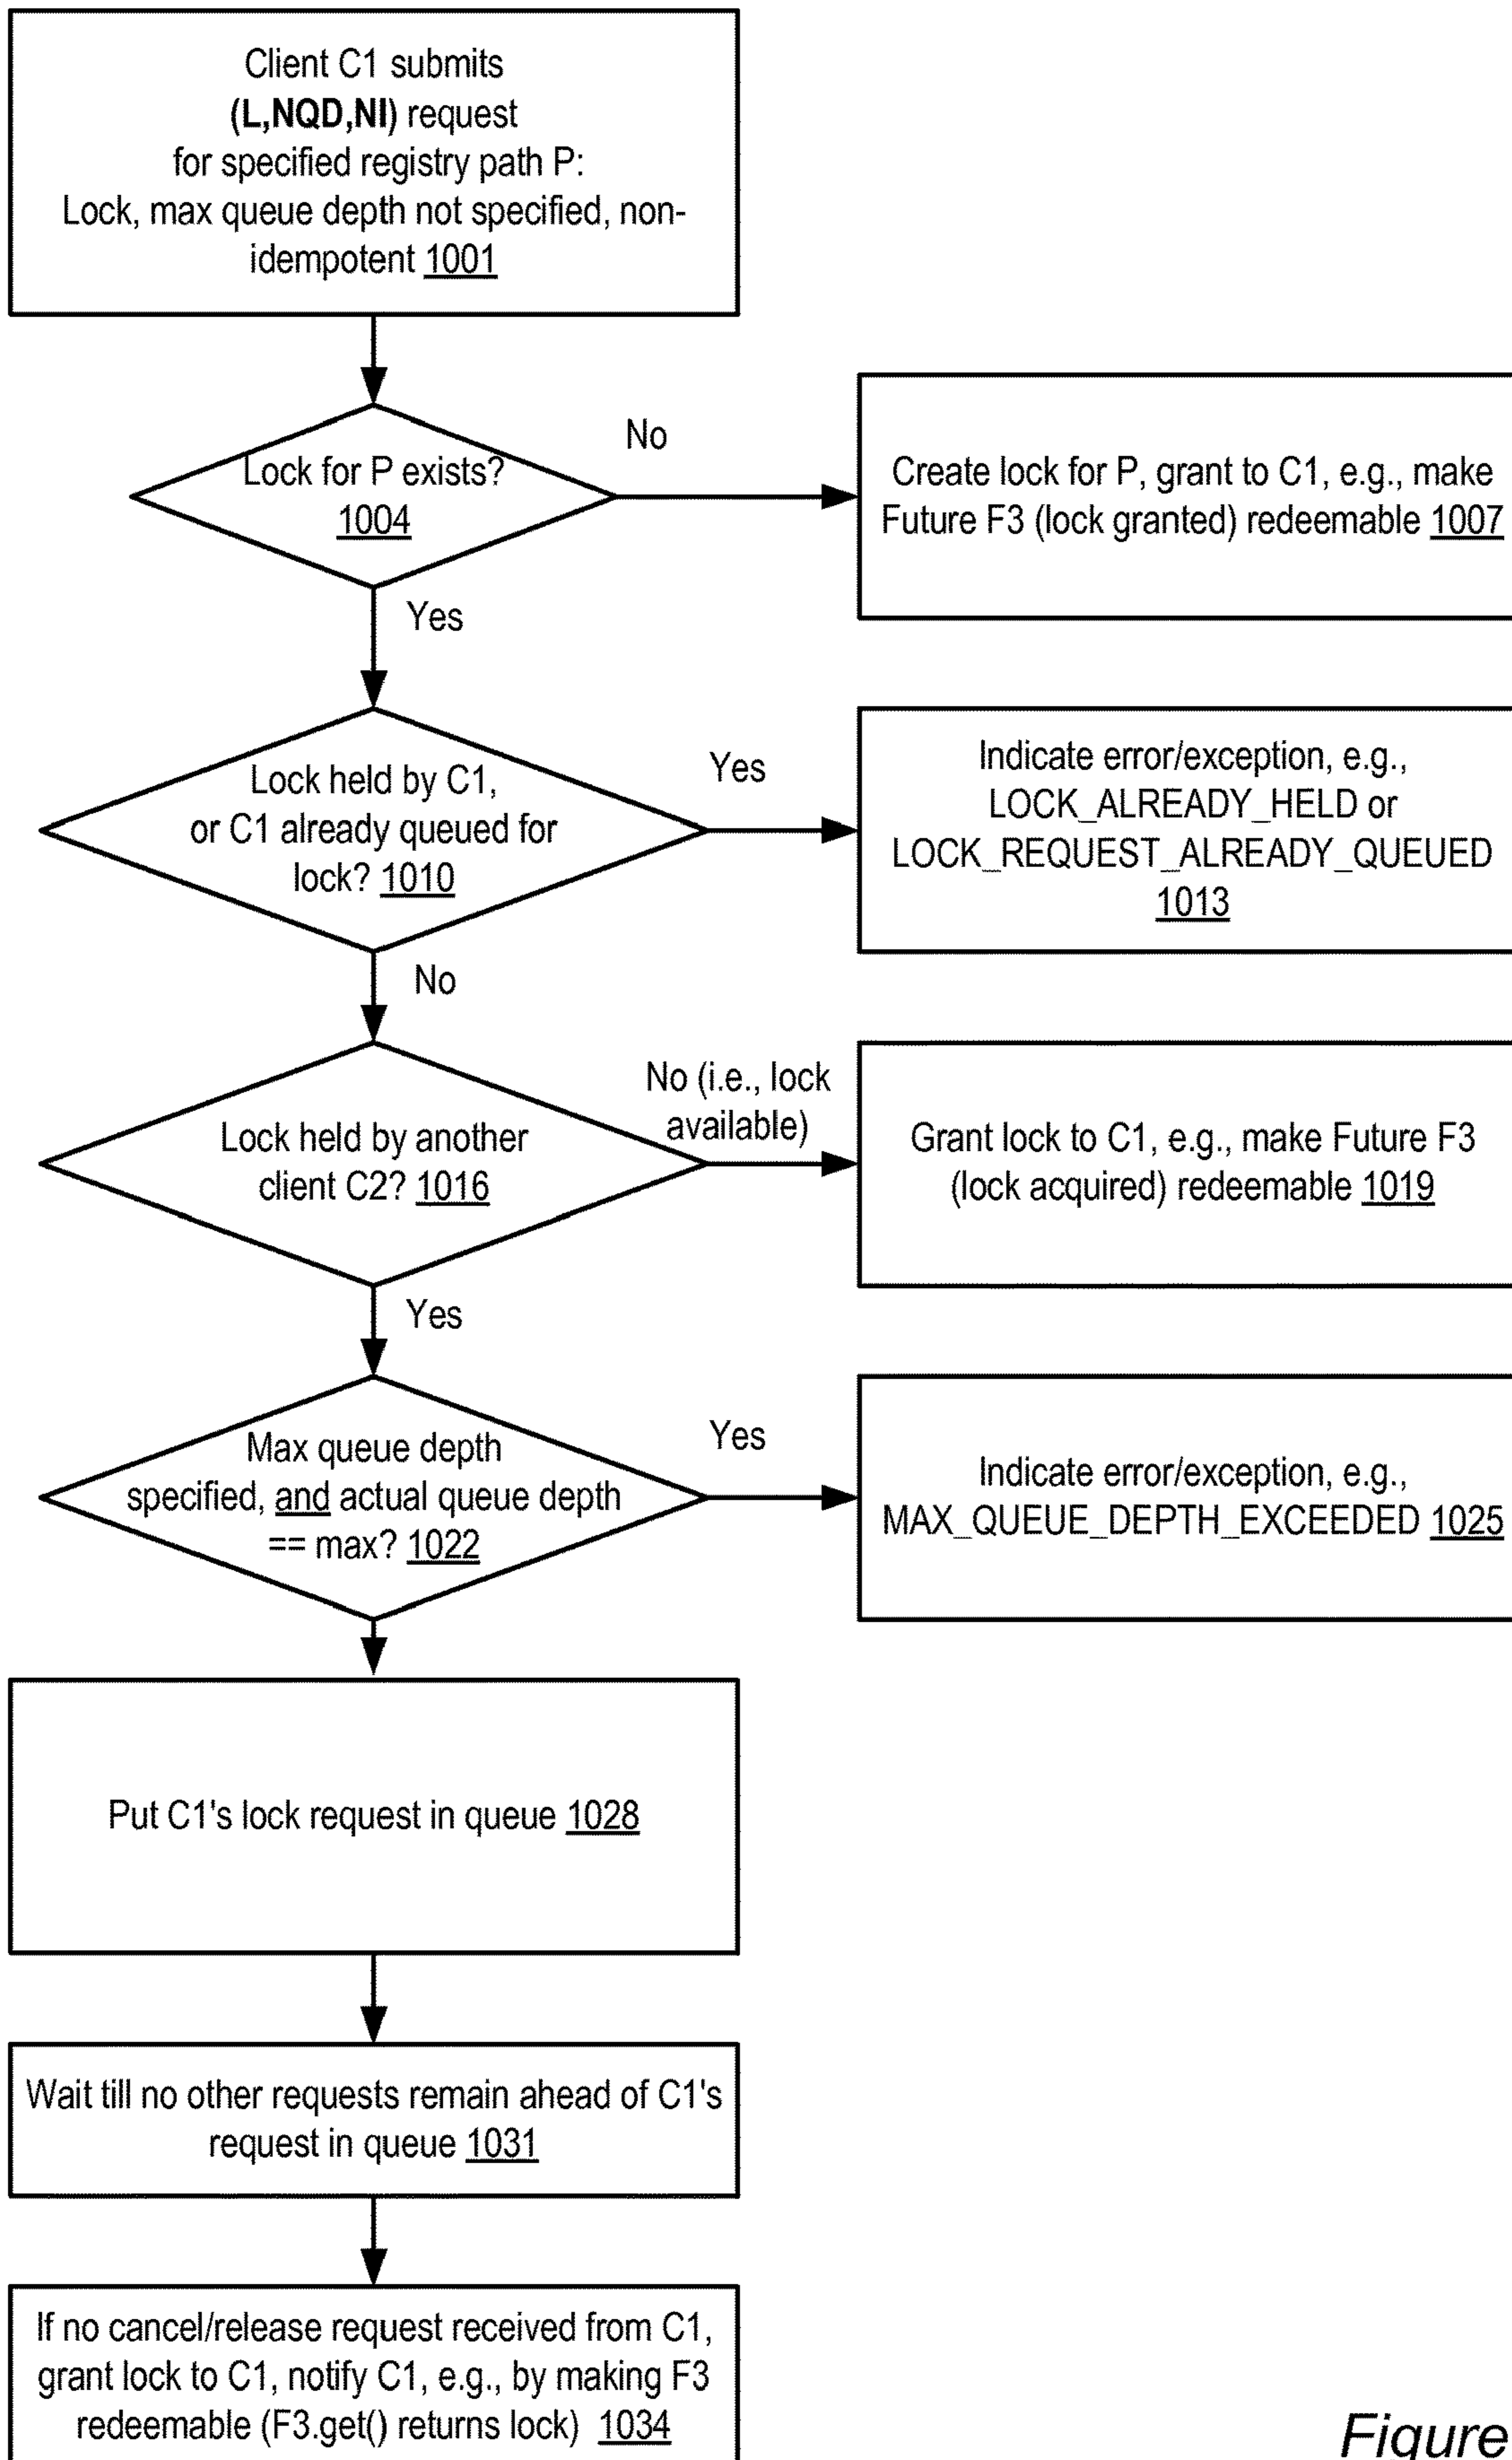 Client C1 submits
(L,NQD,NI) request
for specified registry path P:
Lock, max queue depth not specified, non-
idempotent 1001
No
Lock for P exists?
1004
Create lock for P, grant to C1, e.g., make
Future F3 (lock granted) redeemable 1007
Yes
Lock held by C1,
or C1 already queued for
lock? 1010
Yes
Indicate error/exception, e.g.,
LOCK_ALREADY_HELD or
LOCK_REQUEST_ALREADY_QUEUED
1013
No
Lock held by another
client C2? 1016
No (i.e., lock
available)
Grant lock to C1, e.g., make Future F3
(lock acquired) redeemable 1019
Yes
Max queue depth
specified, and actual queue depth
== max? 1022
Yes
Indicate error/exception, e.g.,
MAX_QUEUE_DEPTH_EXCEEDED 1025
Put C1's lock request in queue 1028
Wait till no other requests remain ahead of C1's
request in queue 1031
If no cancel/release request received from C1,
grant lock to C1, notify C1, e.g., by making F3
redeemable (F3.get() returns lock) 1034
Figure